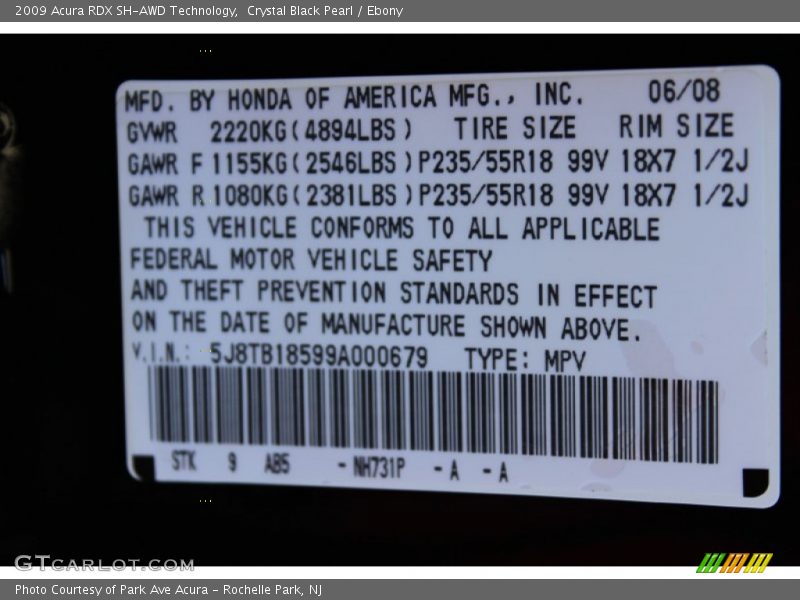 2009 Acura RDX SH-AWD Technology, Crystal Black Pearl / Ebony
MFD. BY HONDA OF AMERICA MFG., INC. 06/08
GVWR 2220KG(4894LBS) TIRE SIZE RIM SIZE
GAWR F 1155KG(2546LBS)P235/55R18 99V 18X7 1/2J
GAWR R 1080KG(2381LBS)P235/55R18 99V 18X7 1/2J
THIS VEHICLE CONFORMS TO ALL APPLICABLE
FEDERAL MOTOR VEHICLE SAFETY
AND THEFT PREVENTION STANDARDS IN EFFECT
ON THE DATE OF MANUFACTURE SHOWN ABOVE.
V.I.N.: 5J8TB18599A000679 TYPE: MPV
STK 9 AB5 -NH731P -A -A
GTCARLOT.COM
Photo Courtesy of Park Ave Acura - Rochelle Park, NJ